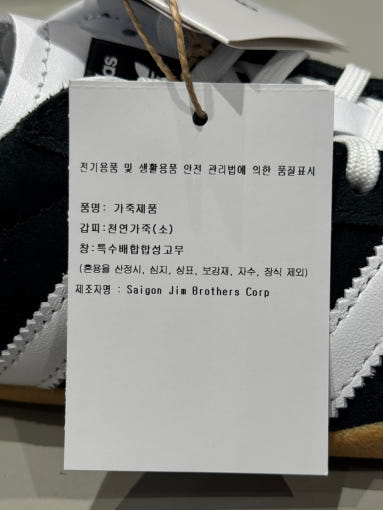 전기용품 및 생활용품 안전 관리법에 의한 품질표시
품명: 가죽제품
갑피:천연가죽(소)
창:특수배합합성고무
(혼용율 산정시, 심지, 싱표, 보강재, 자수, 장식 제외)
제조자명 : Saigon Jim Brothers Corp